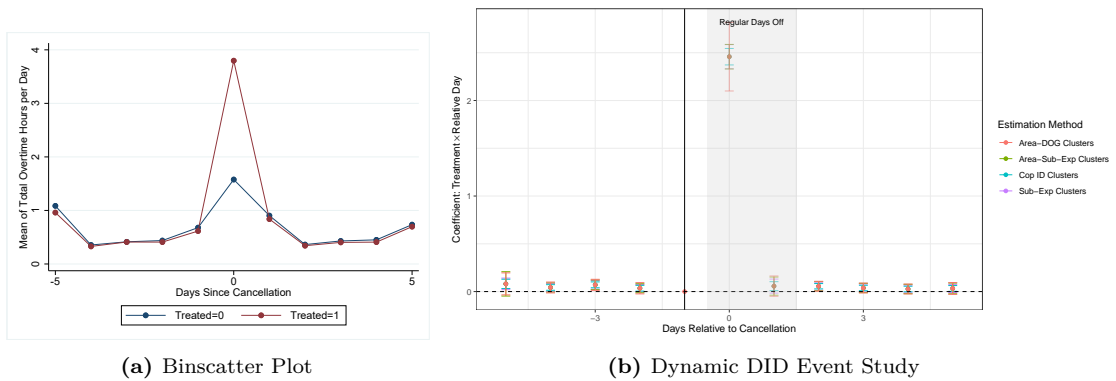 Mean of Total Overtime Hours per Day
4
3
2
1
0
-5
0
5
Days Since Cancellation
Treated=0
Treated=1
(a) Binscatter Plot
Regular Days Off
Coefficient: Treatment × Relative Day
2
1
0
−3
0
3
Days Relative to Cancellation
Estimation Method
Area−DOG Clusters
Area−Sub−Exp Clusters
Cop ID Clusters
Sub−Exp Clusters
(b) Dynamic DID Event Study